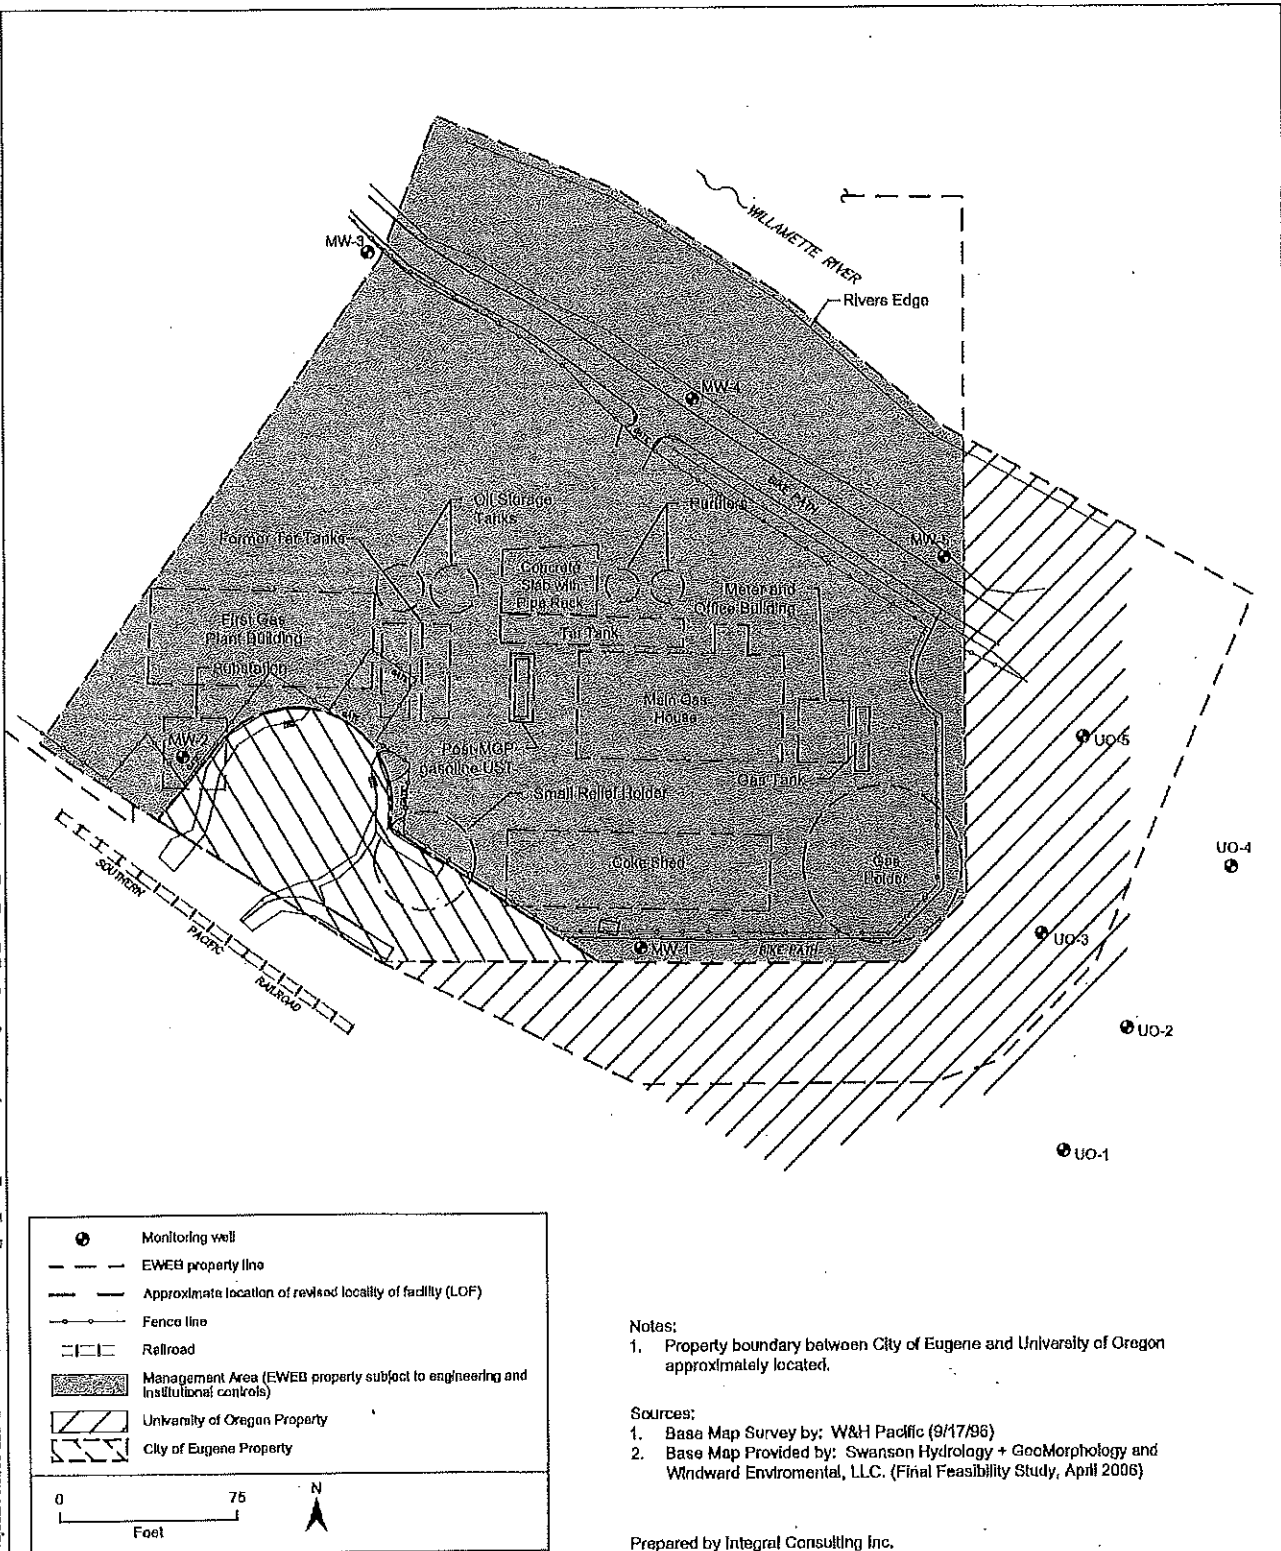 WILLAMETTE RIVER
Rivers Edge
MW-3
MW-4
BIKE PATH
MW-5
Oil Storage
Tanks
Purifiers
Former Tar Tanks
Concrete
Slab with
Pipe Rack
Meter and
Office Building
First Gas
Plant Building
Tar Tank
Substation
Main Gas
House
MW-2
Post-MGP
gasoline UST
Gas Tank
UO-5
Small Relief Holder
Coke Shed
Gas
Holder
UO-4
SOUTHERN
PACIFIC
RAILROAD
MW-1
BIKE PATH
UO-3
UO-2
UO-1
Monitoring well
EWEB property line
Approximate location of revised locality of facility (LOF)
Fence line
Railroad
Management Area (EWEB property subject to engineering and
institutional controls)
University of Oregon Property
City of Eugene Property
0 75
Feet
N
Notes:
1. Property boundary between City of Eugene and University of Oregon
approximately located.
Sources:
1. Base Map Survey by: W&H Pacific (9/17/96)
2. Base Map Provided by: Swanson Hydrology + GeoMorphology and
Windward Enviromental, LLC. (Final Feasibility Study, April 2006)
Prepared by Integral Consulting Inc.